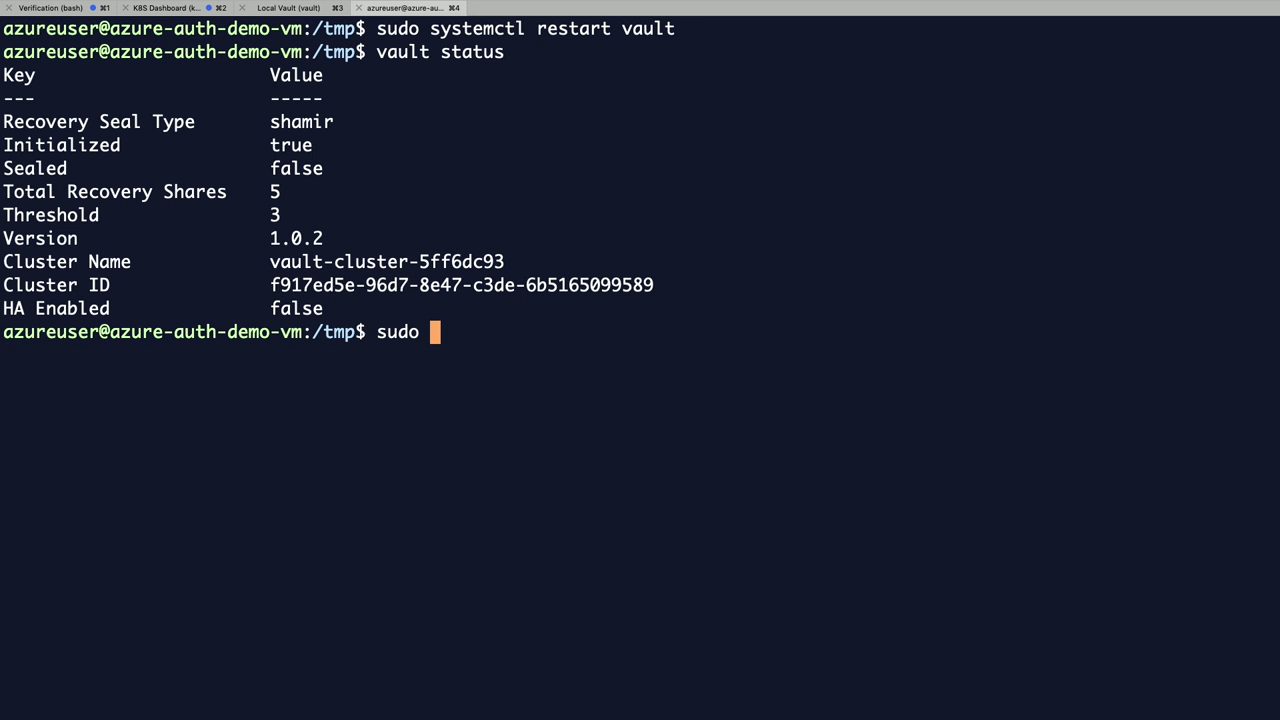 Verification (bash) ⌘1 K8S Dashboard (k... ⌘2 Local Vault (vault) ⌘3 azureuser@azure-au... ⌘4
azureuser@azure-auth-demo-vm:/tmp$ sudo systemctl restart vault
azureuser@azure-auth-demo-vm:/tmp$ vault status
Key Value
--- -----
Recovery Seal Type shamir
Initialized true
Sealed false
Total Recovery Shares 5
Threshold 3
Version 1.0.2
Cluster Name vault-cluster-5ff6dc93
Cluster ID f917ed5e-96d7-8e47-c3de-6b5165099589
HA Enabled false
azureuser@azure-auth-demo-vm:/tmp$ sudo